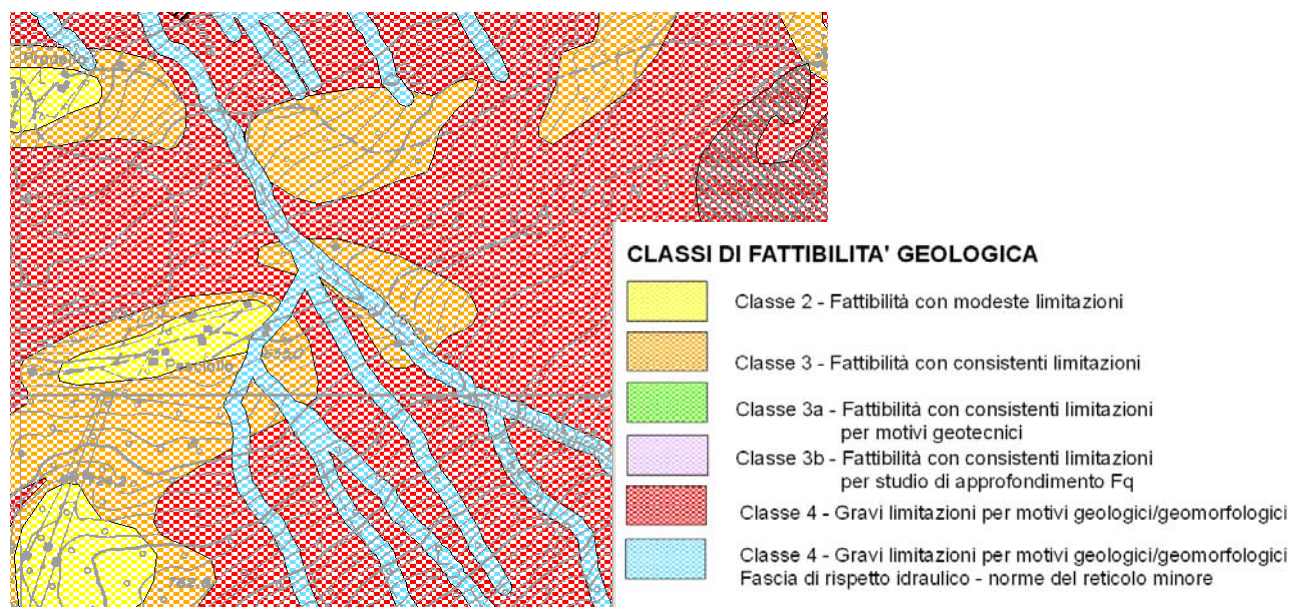 CLASSI DI FATTIBILITA' GEOLOGICA
Classe 2 - Fattibilità con modeste limitazioni
Classe 3 - Fattibilità con consistenti limitazioni
Classe 3a - Fattibilità con consistenti limitazioni
per motivi geotecnici
Classe 3b - Fattibilità con consistenti limitazioni
per studio di approfondimento Fq
Classe 4 - Gravi limitazioni per motivi geologici/geomorfologici
Classe 4 - Gravi limitazioni per motivi geologici/geomorfologici
Fascia di rispetto idraulico - norme del reticolo minore